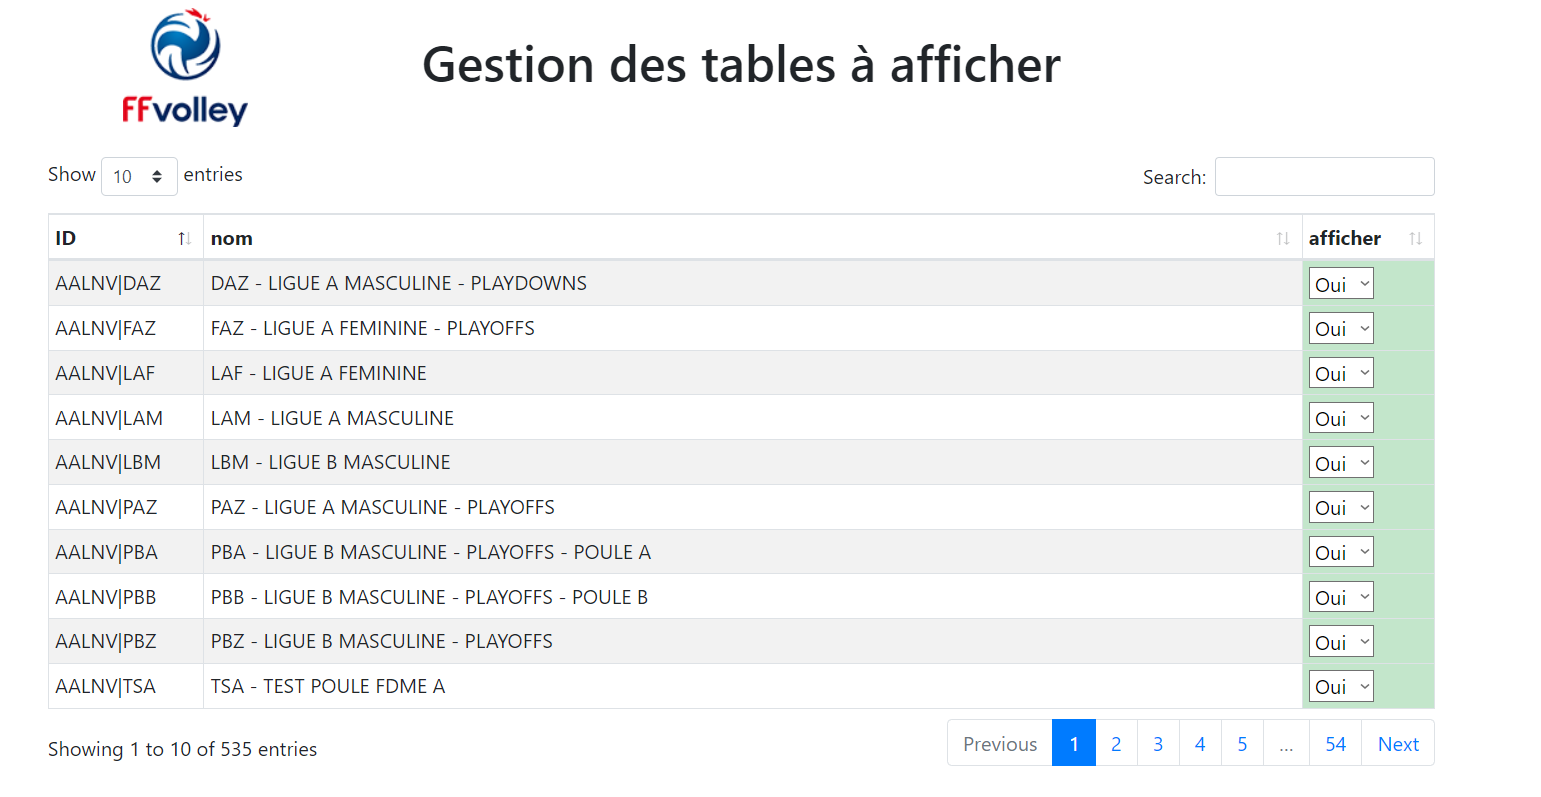 FFvolley
Gestion des tables à afficher
Show 10 entries
Search:
ID nom afficher
AALNV|DAZ DAZ - LIGUE A MASCULINE - PLAYDOWNS Oui
AALNV|FAZ FAZ - LIGUE A FEMININE - PLAYOFFS Oui
AALNV|LAF LAF - LIGUE A FEMININE Oui
AALNV|LAM LAM - LIGUE A MASCULINE Oui
AALNV|LBM LBM - LIGUE B MASCULINE Oui
AALNV|PAZ PAZ - LIGUE A MASCULINE - PLAYOFFS Oui
AALNV|PBA PBA - LIGUE B MASCULINE - PLAYOFFS - POULE A Oui
AALNV|PBB PBB - LIGUE B MASCULINE - PLAYOFFS - POULE B Oui
AALNV|PBZ PBZ - LIGUE B MASCULINE - PLAYOFFS Oui
AALNV|TSA TSA - TEST POULE FDME A Oui
Showing 1 to 10 of 535 entries
Previous 1 2 3 4 5 ... 54 Next